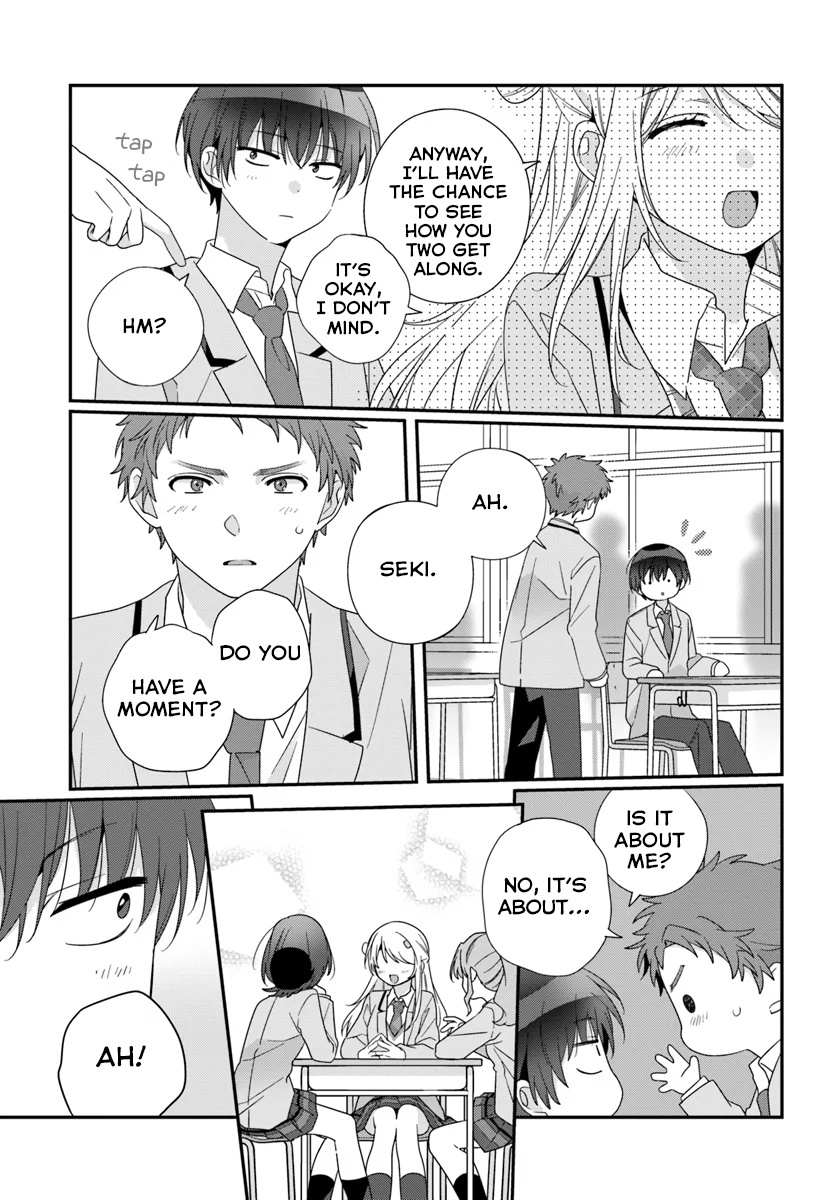 ANYWAY,
I'LL HAVE
THE CHANCE
TO SEE
HOW YOU
TWO GET
ALONG.
IT'S
OKAY,
I DON'T
MIND.
tap
tap
HM?
AH.
SEKI.
DO YOU
HAVE A
MOMENT?
IS IT
ABOUT
ME?
NO, IT'S
ABOUT...
AH!